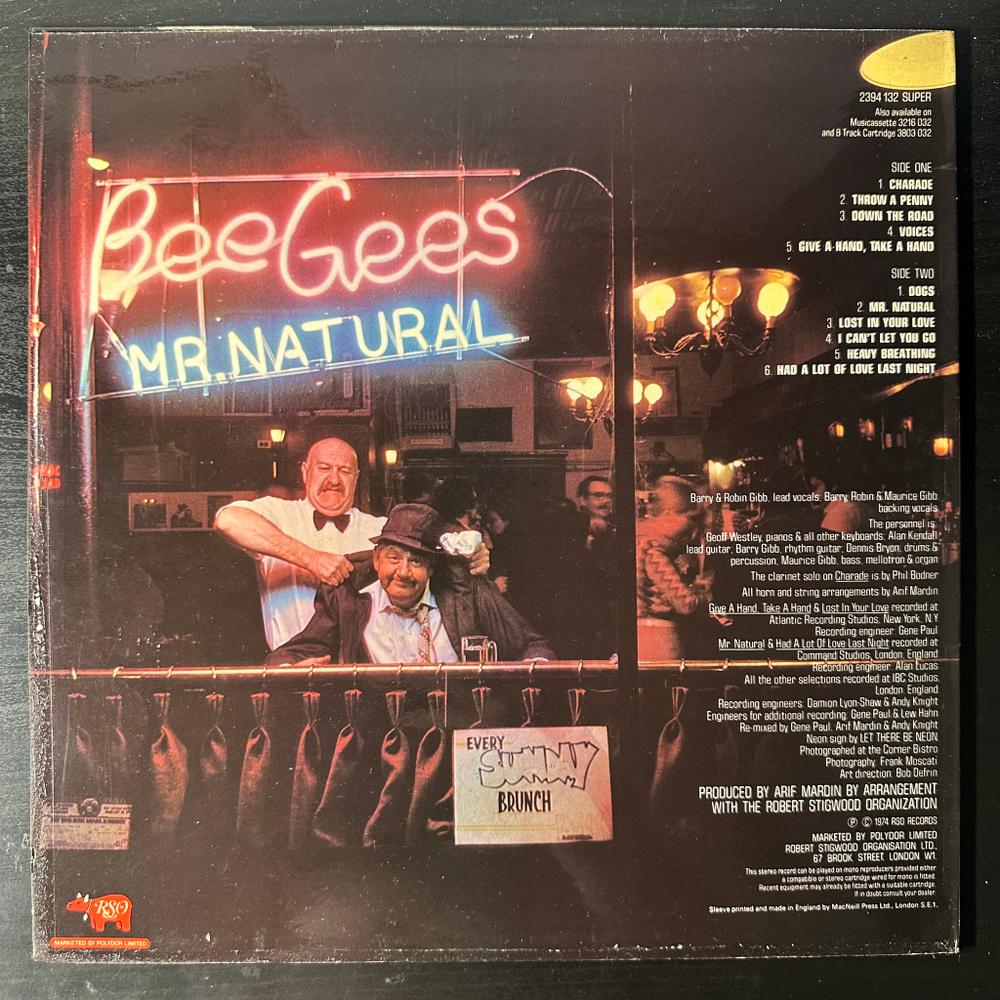 BeeGees
MR. NATURAL
2394 132 SUPER
Also available on
Musicassette 3216 032
and 8 Track Cartridge 3803 032
SIDE ONE
1. CHARADE
2. THROW A PENNY
3. DOWN THE ROAD
4. VOICES
5. GIVE A HAND, TAKE A HAND
SIDE TWO
1. DOGS
2. MR. NATURAL
3. LOST IN YOUR LOVE
4. I CAN'T LET YOU GO
5. HEAVY BREATHING
6. HAD A LOT OF LOVE LAST NIGHT
Barry & Robin Gibb, lead vocals; Barry, Robin & Maurice Gibb,
backing vocals
The personnel is
Geoff Westley, pianos & all other keyboards; Alan Kendall,
lead guitar; Barry Gibb, rhythm guitar; Dennis Bryon, drums &
percussion; Maurice Gibb, bass, mellotron & organ
The clarinet solo on Charade is by Phil Bodner
All horn and string arrangements by Arif Mardin
Give A Hand, Take A Hand & Lost In Your Love recorded at
Atlantic Recording Studios, New York, N.Y.
Recording engineer: Gene Paul
Mr Natural & Had A Lot Of Love Last Night recorded at
Command Studios, London, England
Recording engineer: Alan Lucas
All the other selections recorded at IBC Studios,
London, England
Recording engineers: Damion Lyon-Shaw & Andy Knight
Engineers for additional recording: Gene Paul & Lew Hahn
Re-mixed by Gene Paul, Arif Mardin & Andy Knight
Neon sign by LET THERE BE NEON
Photographed at the Corner Bistro
Photography: Frank Moscati
Art direction: Bob Defrin
PRODUCED BY ARIF MARDIN BY ARRANGEMENT
WITH THE ROBERT STIGWOOD ORGANIZATION
Ⓟ © 1974 RSO RECORDS
MARKETED BY POLYDOR LIMITED
ROBERT STIGWOOD ORGANISATION LTD.,
67 BROOK STREET, LONDON W1.
This stereo record can be played on mono reproducers provided either
a compatible or stereo cartridge wired for mono is fitted.
Recent equipment may already be fitted with a suitable cartridge.
If in doubt consult your dealer.
Sleeve printed and made in England by MacNeill Press Ltd., London S.E.1.
EVERY
SUNNY
BRUNCH
RSO
MARKETED BY POLYDOR LIMITED